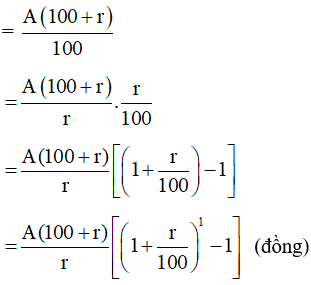 = A(100 + r) / 100
= A(100 + r) / r . r / 100
= A(100 + r) / r [(1 + r / 100) − 1]
= A(100 + r) / r [(1 + r / 100)^1 − 1] (đồng)